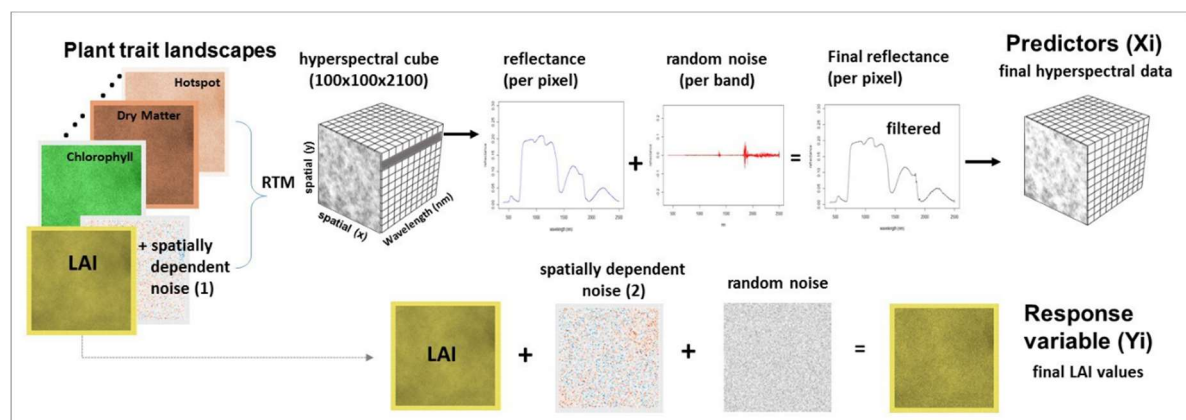 Plant trait landscapes
Hotspot
Dry Matter
Chlorophyll
LAI
+ spatially
dependent
noise (1)
RTM
hyperspectral cube
(100x100x2100)
spatial (y)
spatial (x)
Wavelength (nm)
reflectance
(per pixel)
+
random noise
(per band)
=
Final reflectance
(per pixel)
filtered
Predictors (Xi)
final hyperspectral data
LAI
+
spatially dependent
noise (2)
+
random noise
=
Response
variable (Yi)
final LAI values